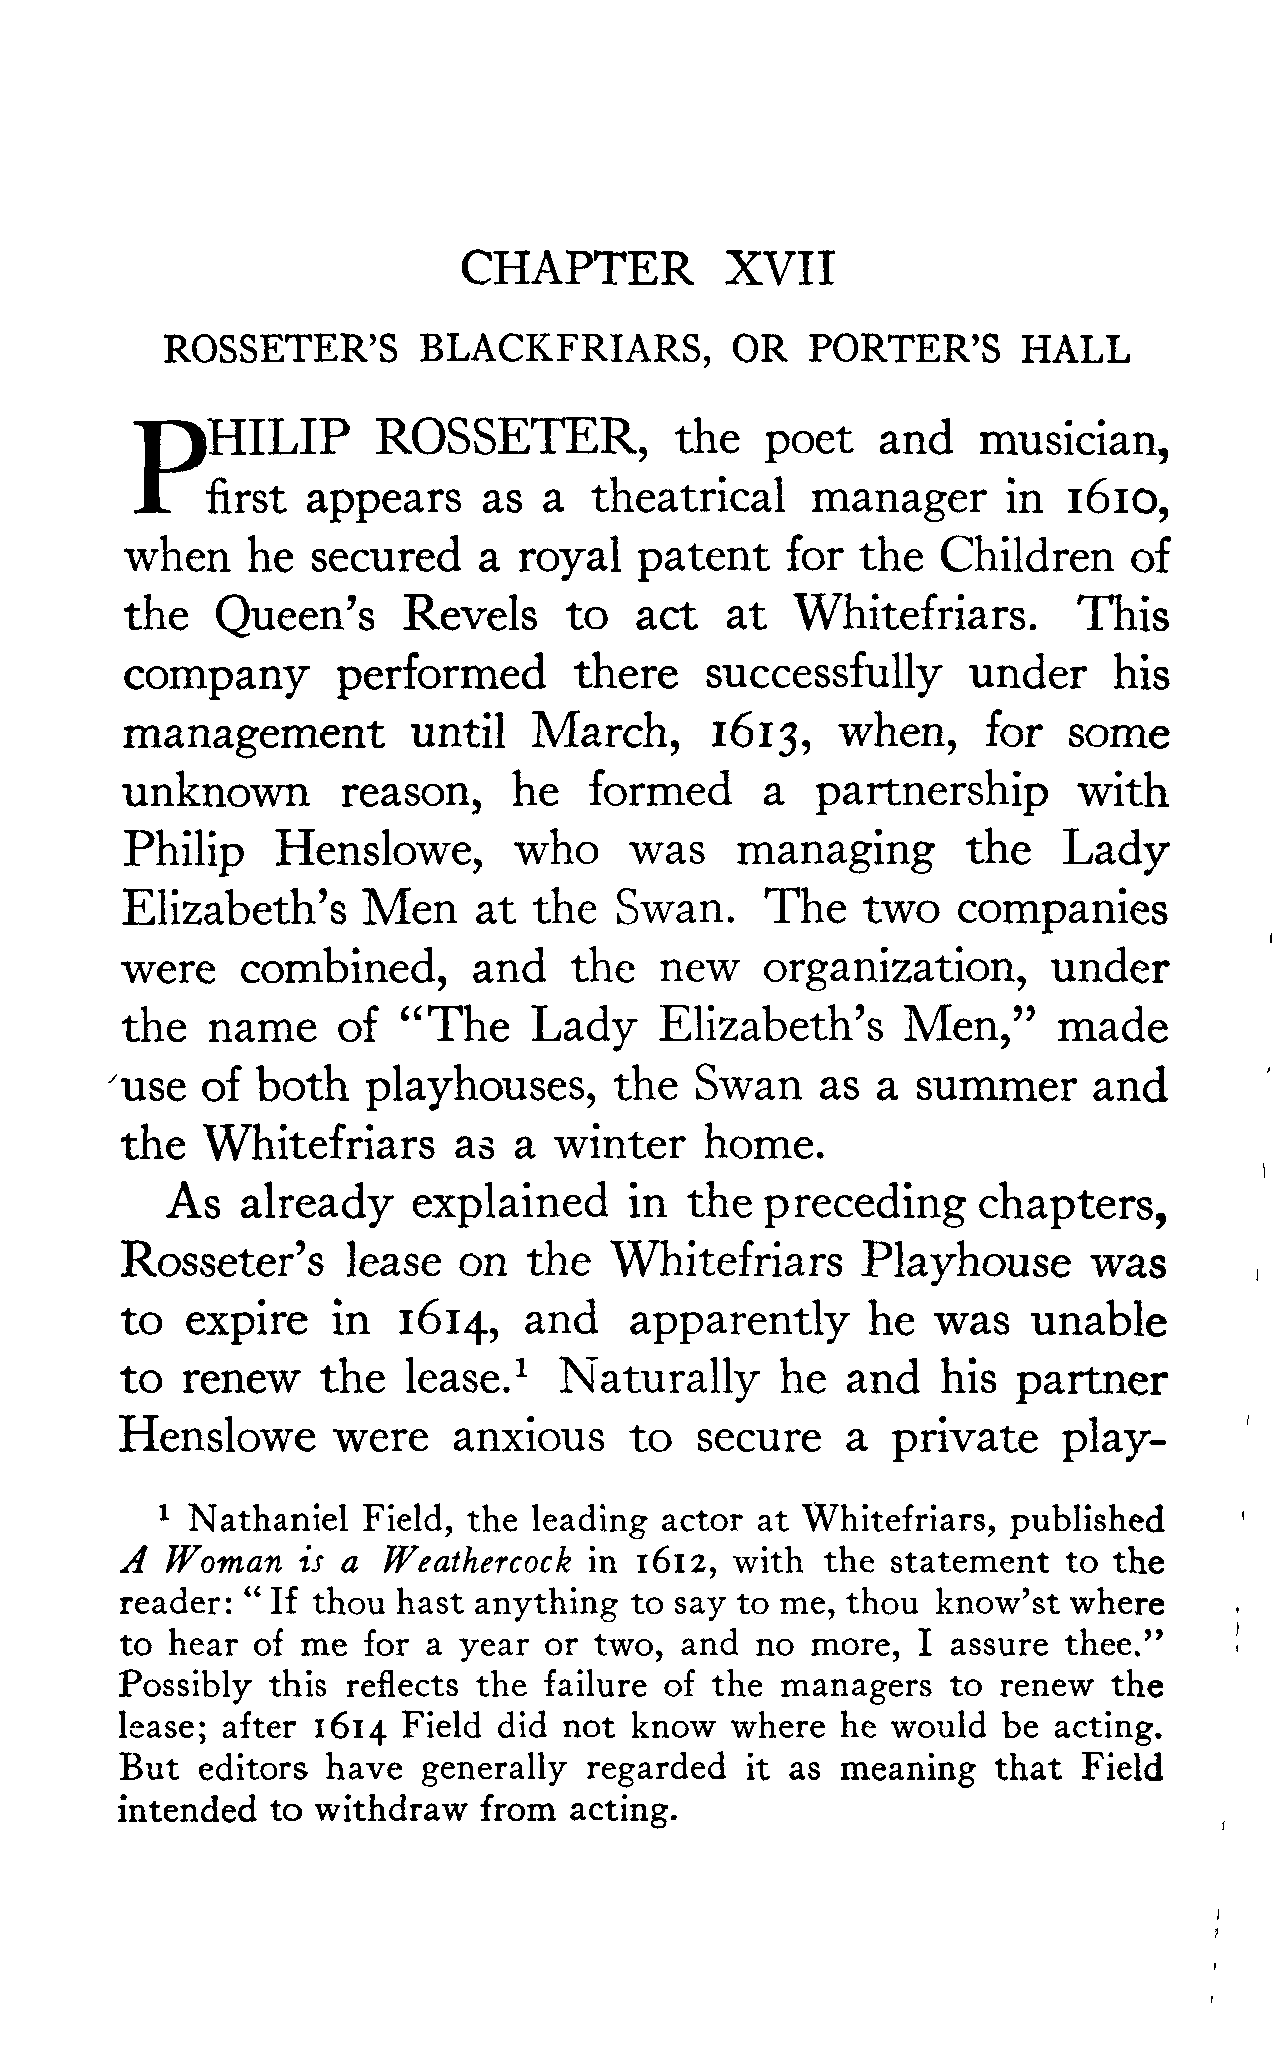 CHAPTER XVII
ROSSETER'S BLACKFRIARS, OR PORTER'S HALL
PHILIP ROSSETER, the poet and musician,
first appears as a theatrical manager in 1610,
when he secured a royal patent for the Children of
the Queen's Revels to act at Whitefriars. This
company performed there successfully under his
management until March, 1613, when, for some
unknown reason, he formed a partnership with
Philip Henslowe, who was managing the Lady
Elizabeth's Men at the Swan. The two companies
were combined, and the new organization, under
the name of "The Lady Elizabeth's Men," made
use of both playhouses, the Swan as a summer and
the Whitefriars as a winter home.
As already explained in the preceding chapters,
Rosseter's lease on the Whitefriars Playhouse was
to expire in 1614, and apparently he was unable
to renew the lease.¹ Naturally he and his partner
Henslowe were anxious to secure a private play-
¹ Nathaniel Field, the leading actor at Whitefriars, published
A Woman is a Weathercock in 1612, with the statement to the
reader: "If thou hast anything to say to me, thou know'st where
to hear of me for a year or two, and no more, I assure thee."
Possibly this reflects the failure of the managers to renew the
lease; after 1614 Field did not know where he would be acting.
But editors have generally regarded it as meaning that Field
intended to withdraw from acting.